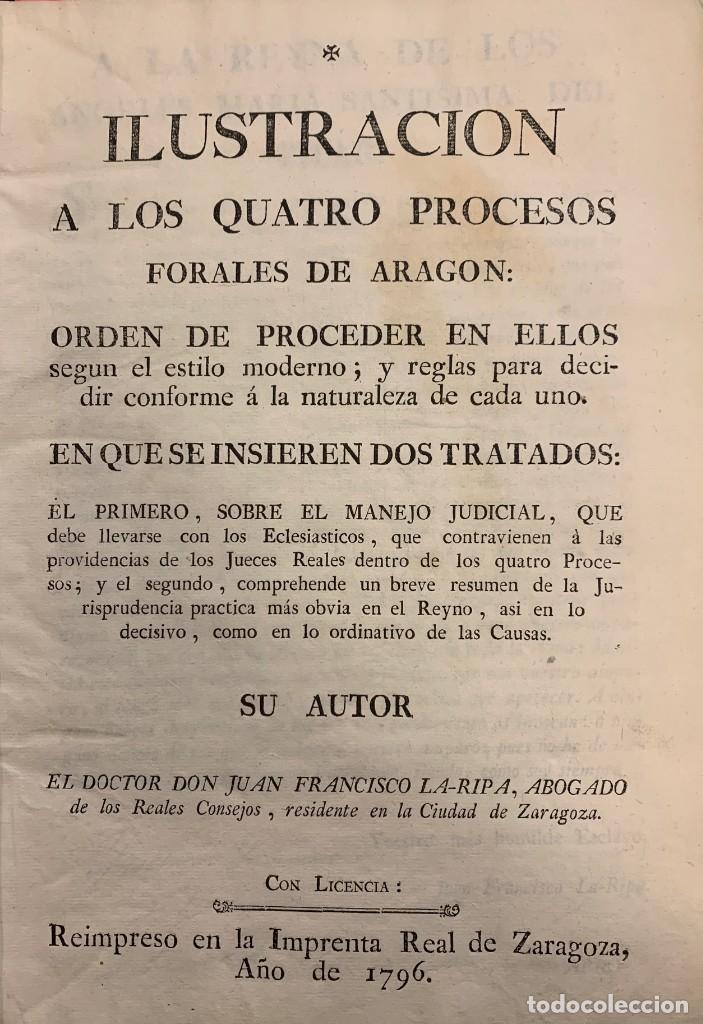 ✠
ILUSTRACION
A LOS QUATRO PROCESOS
FORALES DE ARAGON:
ORDEN DE PROCEDER EN ELLOS
segun el estilo moderno; y reglas para deci-
dir conforme á la naturaleza de cada uno.
EN QUE SE INSIEREN DOS TRATADOS:
EL PRIMERO, SOBRE EL MANEJO JUDICIAL, QUE
debe llevarse con los Eclesiasticos, que contravienen à las
providencias de los Jueces Reales dentro de los quatro Proce-
sos; y el segundo, comprehende un breve resumen de la Ju-
risprudencia practica más obvia en el Reyno, asi en lo
decisivo, como en lo ordinativo de las Causas.
SU AUTOR
EL DOCTOR DON JUAN FRANCISCO LA-RIPA, ABOGADO
de los Reales Consejos, residente en la Ciudad de Zaragoza.
CON LICENCIA:
Reimpreso en la Imprenta Real de Zaragoza,
Año de 1796.
todocoleccion